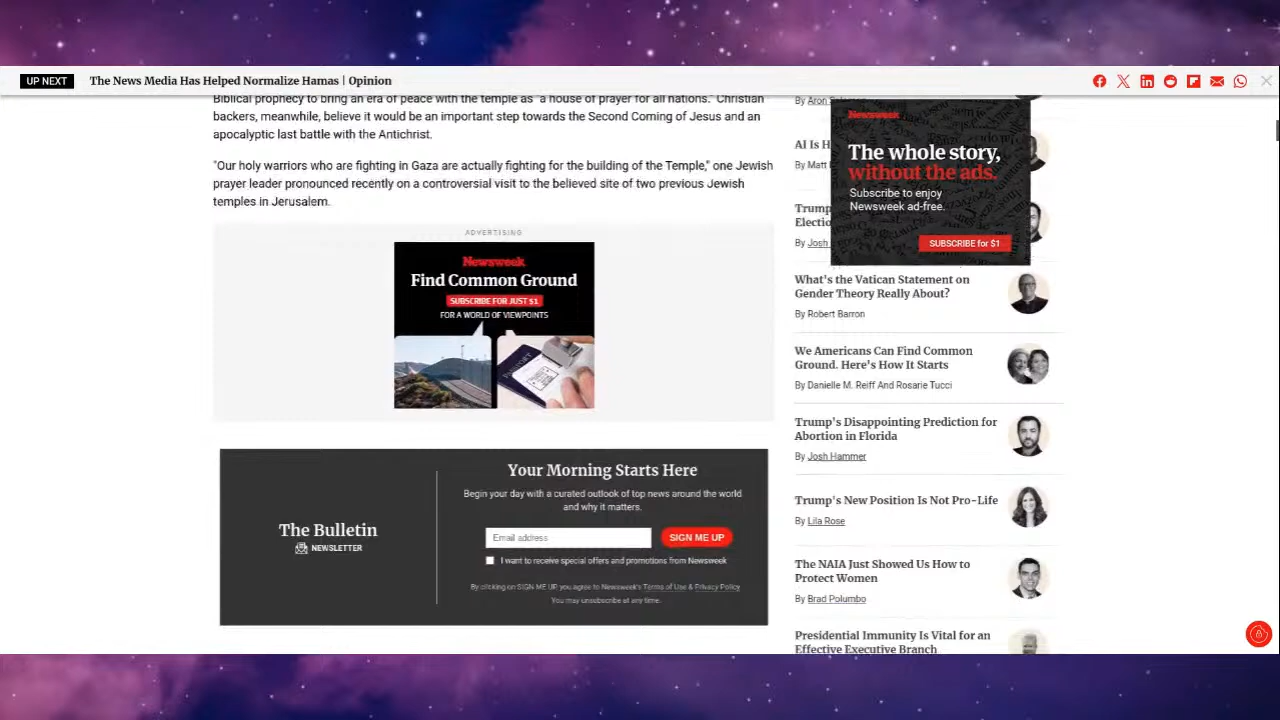 UP NEXT
The News Media Has Helped Normalize Hamas | Opinion
Biblical prophecy to bring an era of peace with the temple as "a house of prayer for all nations." Christian
backers, meanwhile, believe it would be an important step towards the Second Coming of Jesus and an
apocalyptic last battle with the Antichrist.
"Our holy warriors who are fighting in Gaza are actually fighting for the building of the Temple," one Jewish
prayer leader pronounced recently on a controversial visit to the believed site of two previous Jewish
temples in Jerusalem.
ADVERTISING
Newsweek
Find Common Ground
SUBSCRIBE FOR JUST $1
FOR A WORLD OF VIEWPOINTS
PASSPORT
The Bulletin
NEWSLETTER
Your Morning Starts Here
Begin your day with a curated outlook of top news around the world
and why it matters.
Email address
SIGN ME UP
I want to receive special offers and promotions from Newsweek
By clicking on SIGN ME UP, you agree to Newsweek's Terms of Use & Privacy Policy
You may unsubscribe at any time.
By Aron
AI Is H
By Matt
Trump
Electio
By Josh
Newsweek
The whole story,
without the ads.
Subscribe to enjoy
Newsweek ad-free.
SUBSCRIBE for $1
What's the Vatican Statement on
Gender Theory Really About?
By Robert Barron
We Americans Can Find Common
Ground. Here's How It Starts
By Danielle M. Reiff And Rosarie Tucci
Trump's Disappointing Prediction for
Abortion in Florida
By Josh Hammer
Trump's New Position Is Not Pro-Life
By Lila Rose
The NAIA Just Showed Us How to
Protect Women
By Brad Polumbo
Presidential Immunity Is Vital for an
Effective Executive Branch